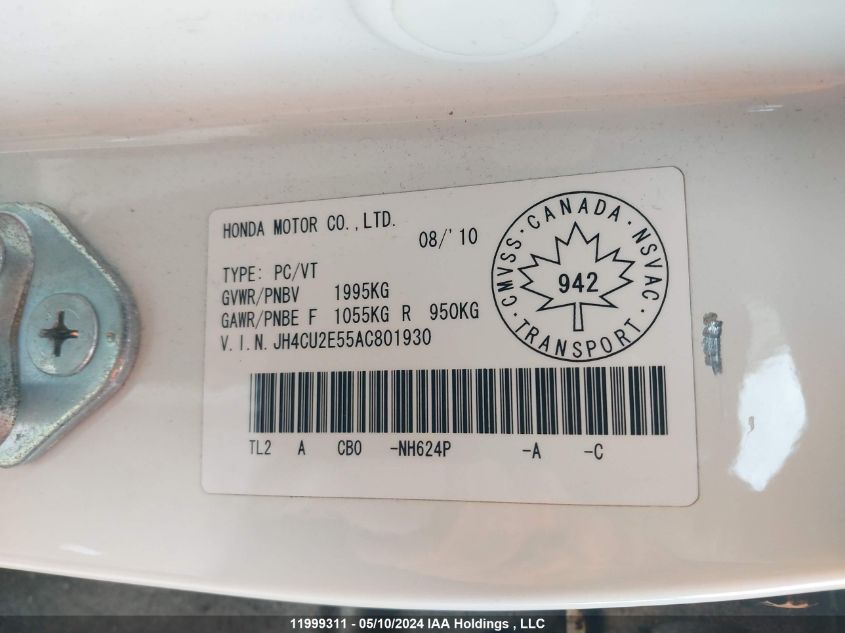 HONDA MOTOR CO.,LTD.
08/'10
TYPE: PC/VT
GVWR/PNBV 1995KG
GAWR/PNBE F 1055KG R 950KG
V.I.N. JH4CU2E55AC801930
CMVSS · CANADA · NSVAC · TRANSPORT ·
942
TL2 A CB0 -NH624P -A -C
11999311 - 05/10/2024 IAA Holdings , LLC